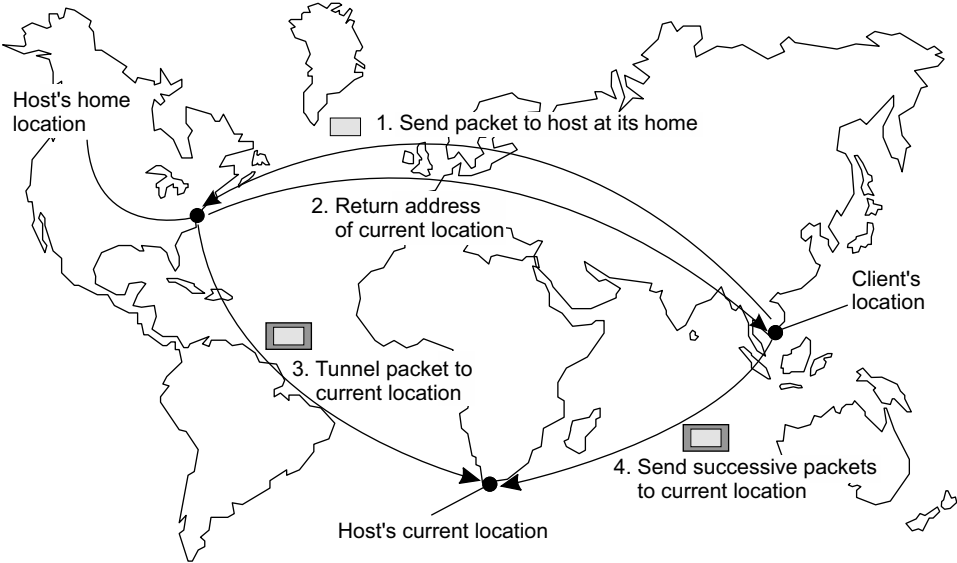 Host's home
location
1. Send packet to host at its home
2. Return address
of current location
Client's
location
3. Tunnel packet to
current location
4. Send successive packets
to current location
Host's current location